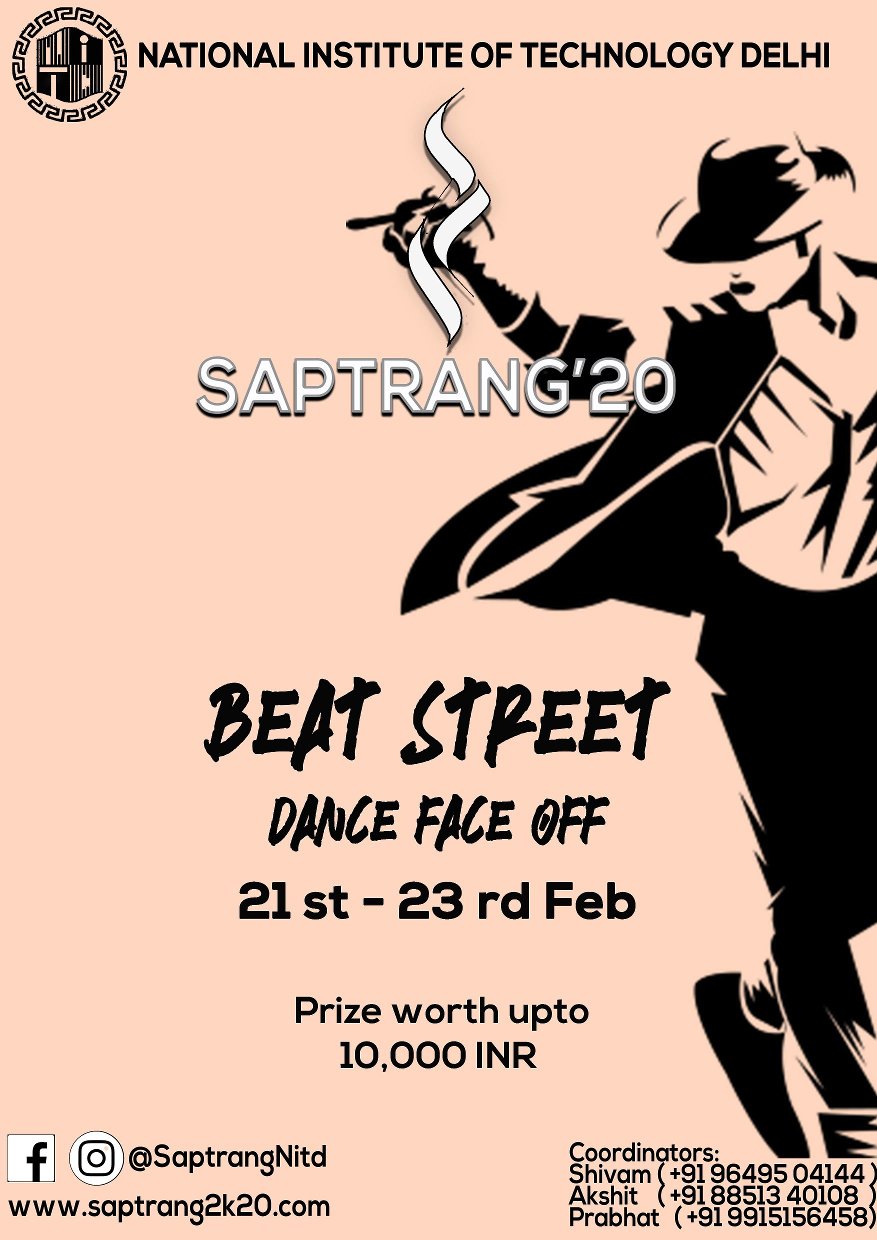 NATIONAL INSTITUTE OF TECHNOLOGY DELHI
SAPTRANG'20
BEAT STREET
DANCE FACE OFF
21 st - 23 rd Feb
Prize worth upto
10,000 INR
@SaptrangNitd
www.saptrang2k20.com
Coordinators:
Shivam ( +91 96495 04144 )
Akshit ( +91 88513 40108 )
Prabhat ( +91 9915156458)